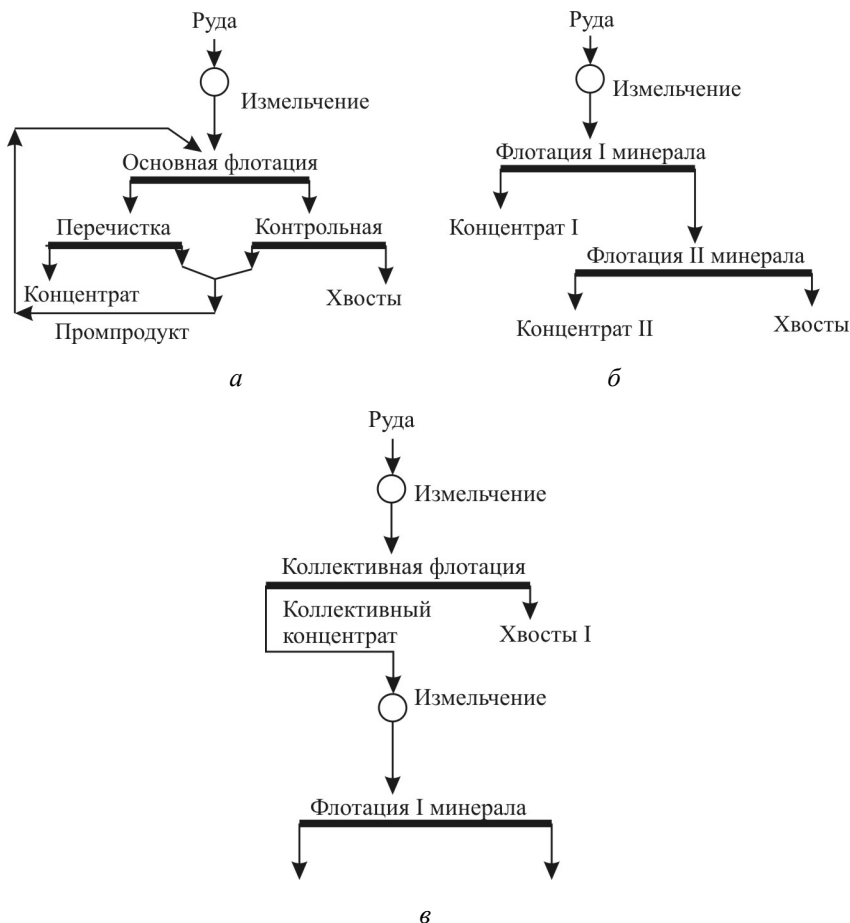 Руда
Измельчение
Основная флотация
Перечистка
Контрольная
Концентрат
Хвосты
Промпродукт
а
Руда
Измельчение
Флотация I минерала
Концентрат I
Флотация II минерала
Концентрат II
Хвосты
б
Руда
Измельчение
Коллективная флотация
Коллективный
концентрат
Хвосты I
Измельчение
Флотация I минерала
в